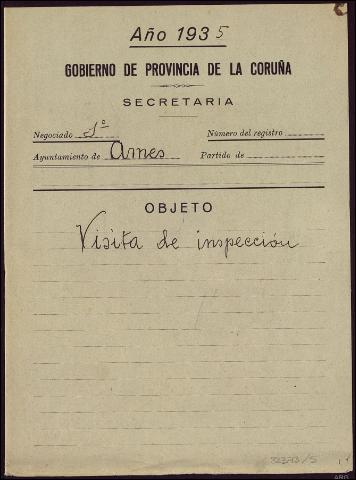 Año 1935
GOBIERNO DE PROVINCIA DE LA CORUÑA
SECRETARIA
Negociado 1º Número del registro
Ayuntamiento de Ames Partido de
OBJETO
Visita de inspección